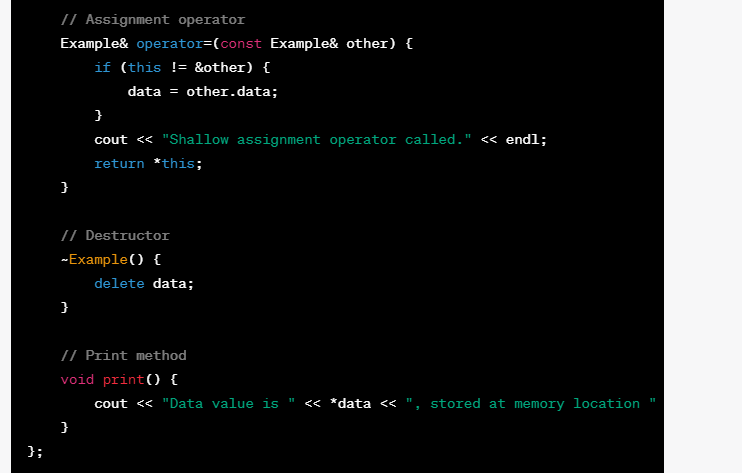 // Assignment operator
Example& operator=(const Example& other) {
if (this != &other) {
data = other.data;
}
cout << "Shallow assignment operator called." << endl;
return *this;
}
// Destructor
~Example() {
delete data;
}
// Print method
void print() {
cout << "Data value is " << *data << ", stored at memory location "
}
};